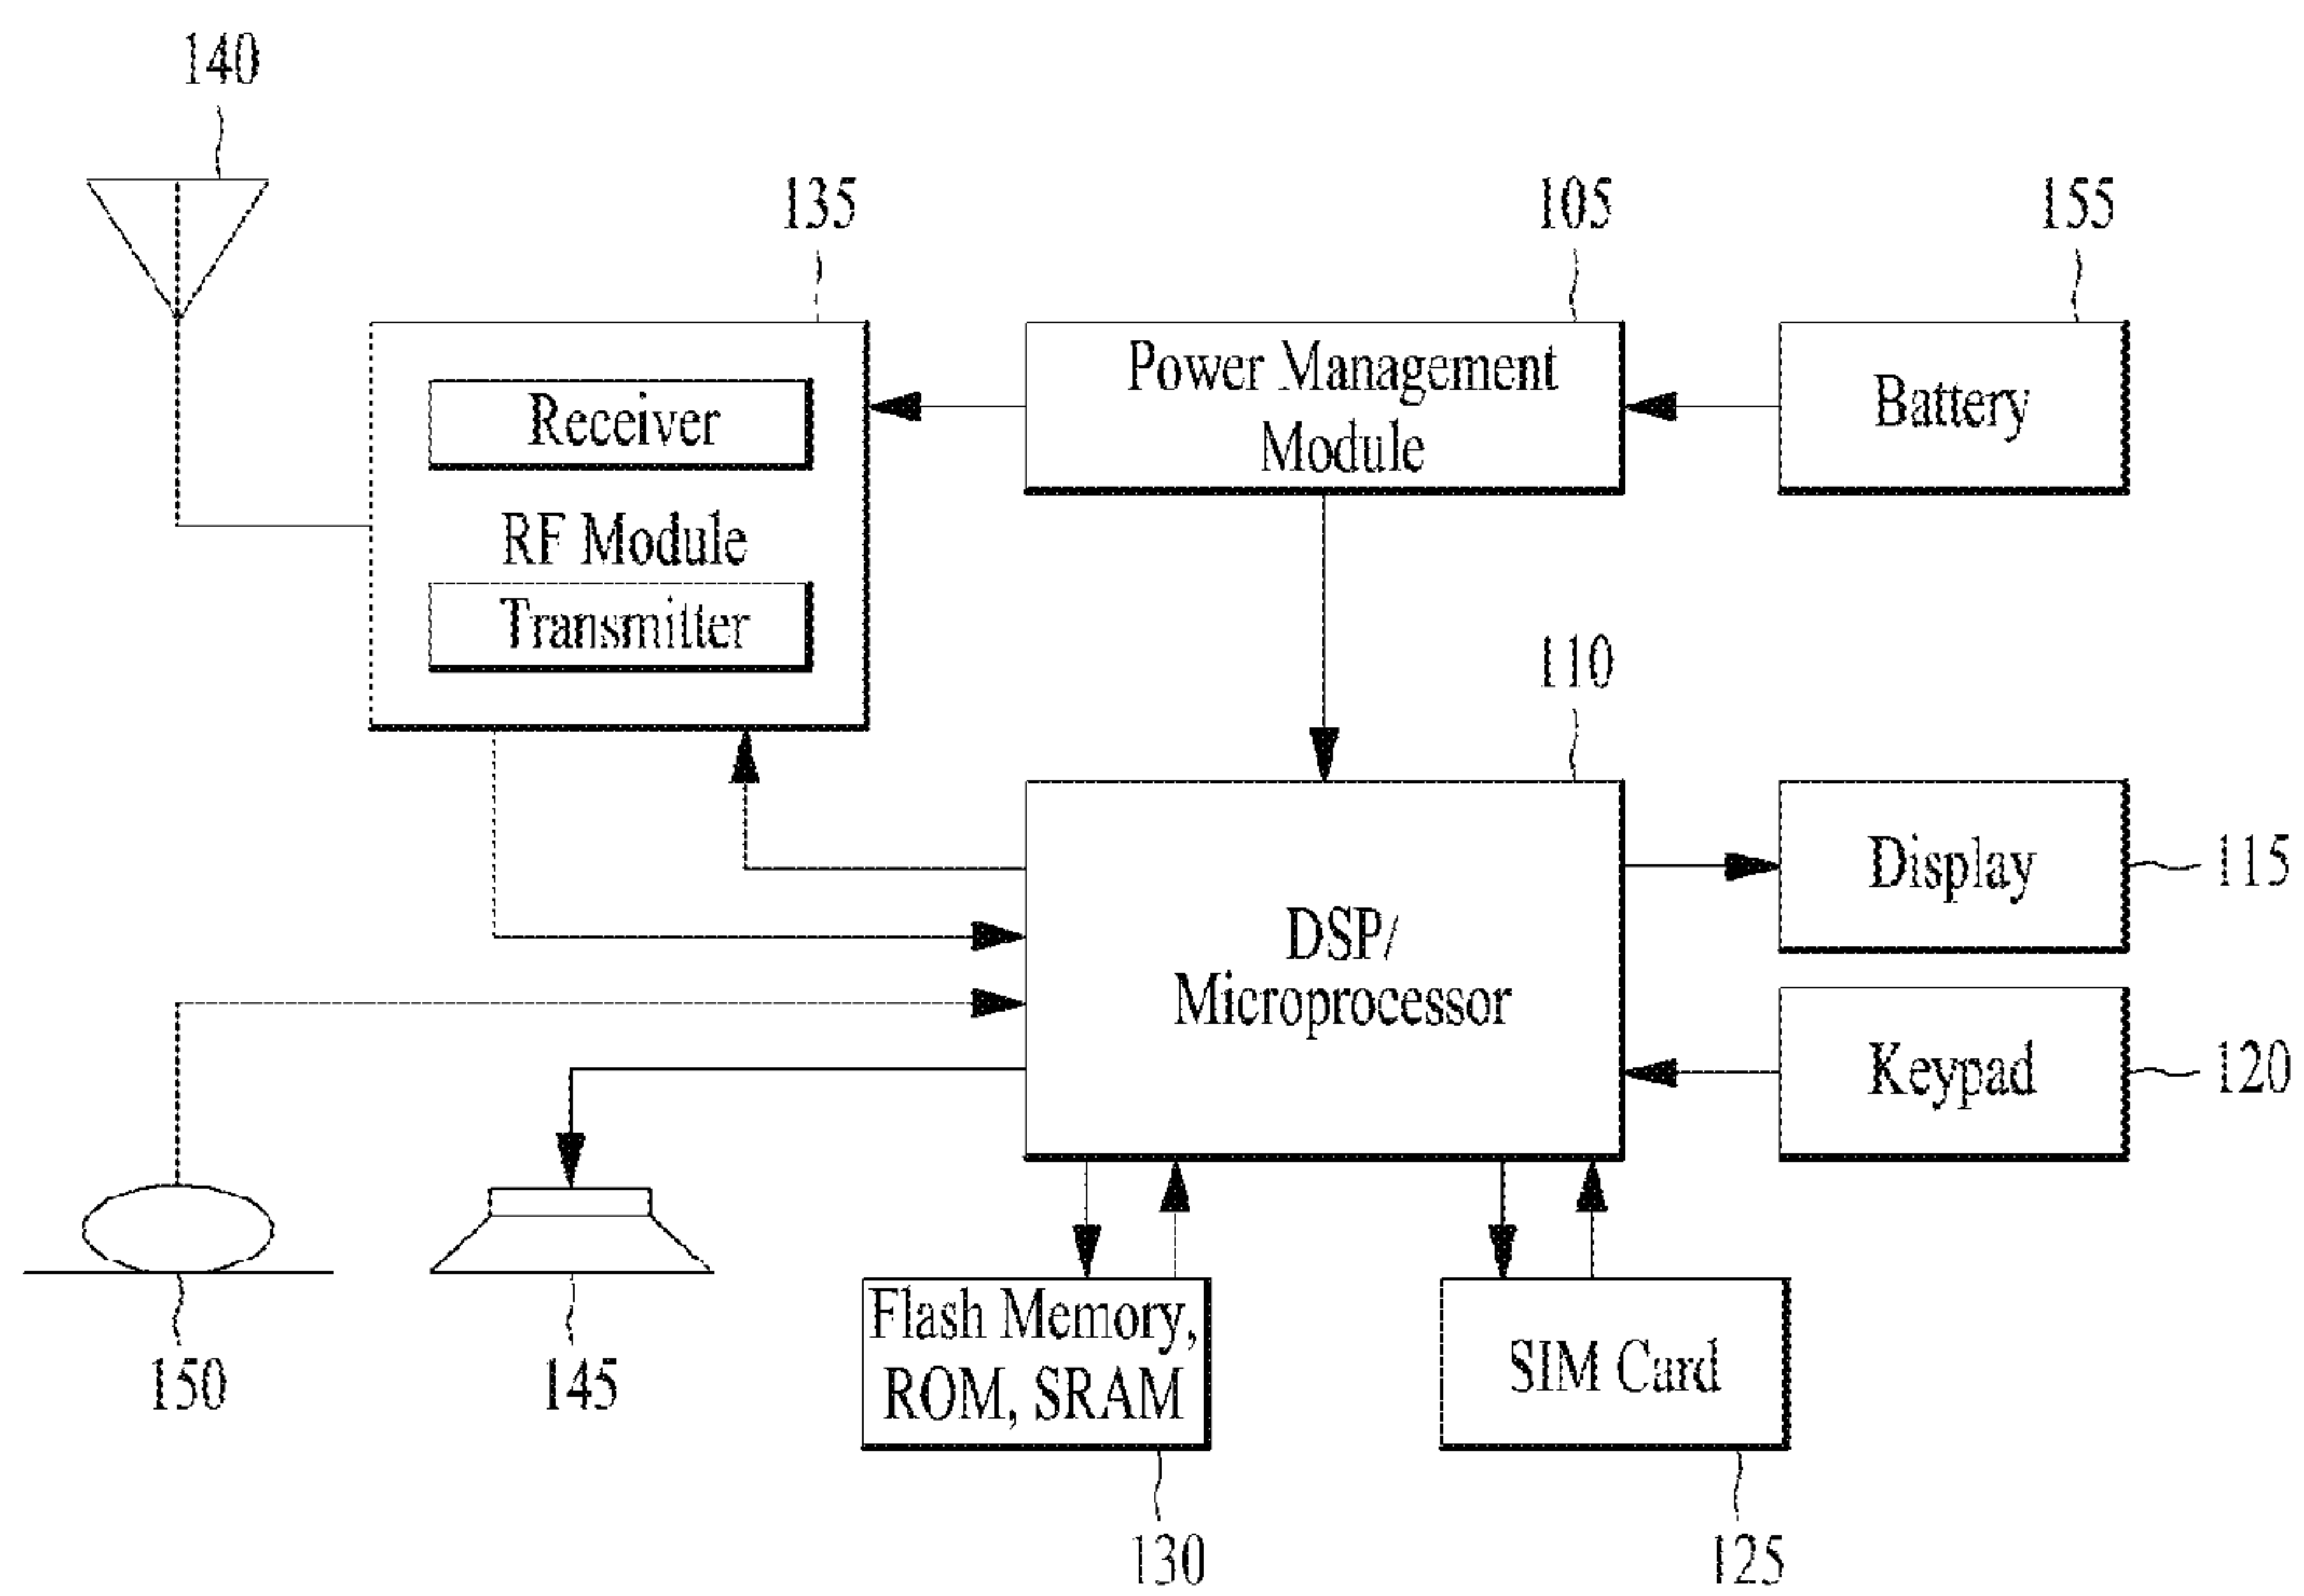 140
135
105
155
Receiver
RF Module
Transmitter
Power Management
Module
Battery
110
DSP/
Microprocessor
Display
115
Keypad
120
150
145
Flash Memory,
ROM, SRAM
SIM Card
130
125